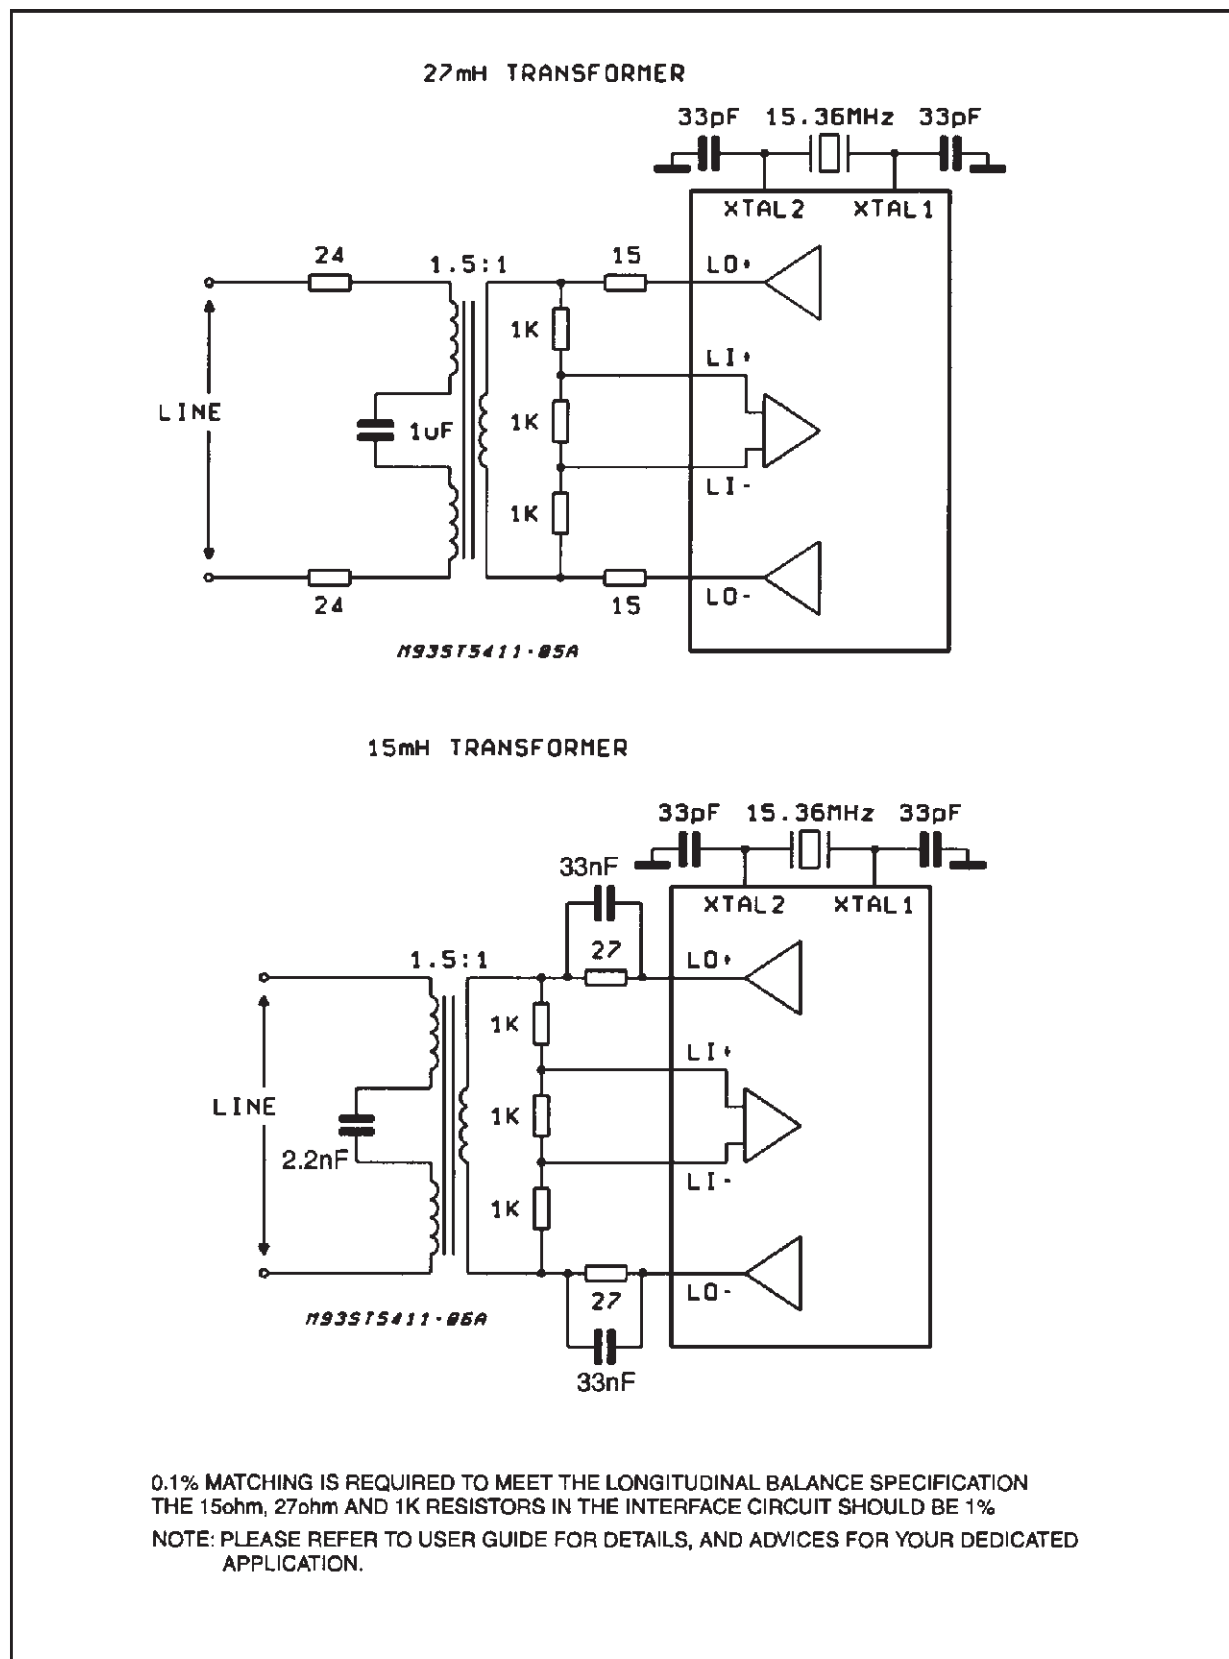 27mH TRANSFORMER
33pF 15.36MHz 33pF
XTAL2 XTAL1
24 1.5:1 15 LO+
1K LI+
LINE 1uF 1K
LI-
1K
24 15 LO-
M93ST5411-05A
15mH TRANSFORMER
33pF 15.36MHz 33pF
33nF
XTAL2 XTAL1
1.5:1 27 LO+
1K LI+
LINE 1K
2.2nF LI-
1K
27 LO-
M93ST5411-06A
33nF
0.1% MATCHING IS REQUIRED TO MEET THE LONGITUDINAL BALANCE SPECIFICATION
THE 15ohm, 27ohm AND 1K RESISTORS IN THE INTERFACE CIRCUIT SHOULD BE 1%
NOTE: PLEASE REFER TO USER GUIDE FOR DETAILS, AND ADVICES FOR YOUR DEDICATED
APPLICATION.